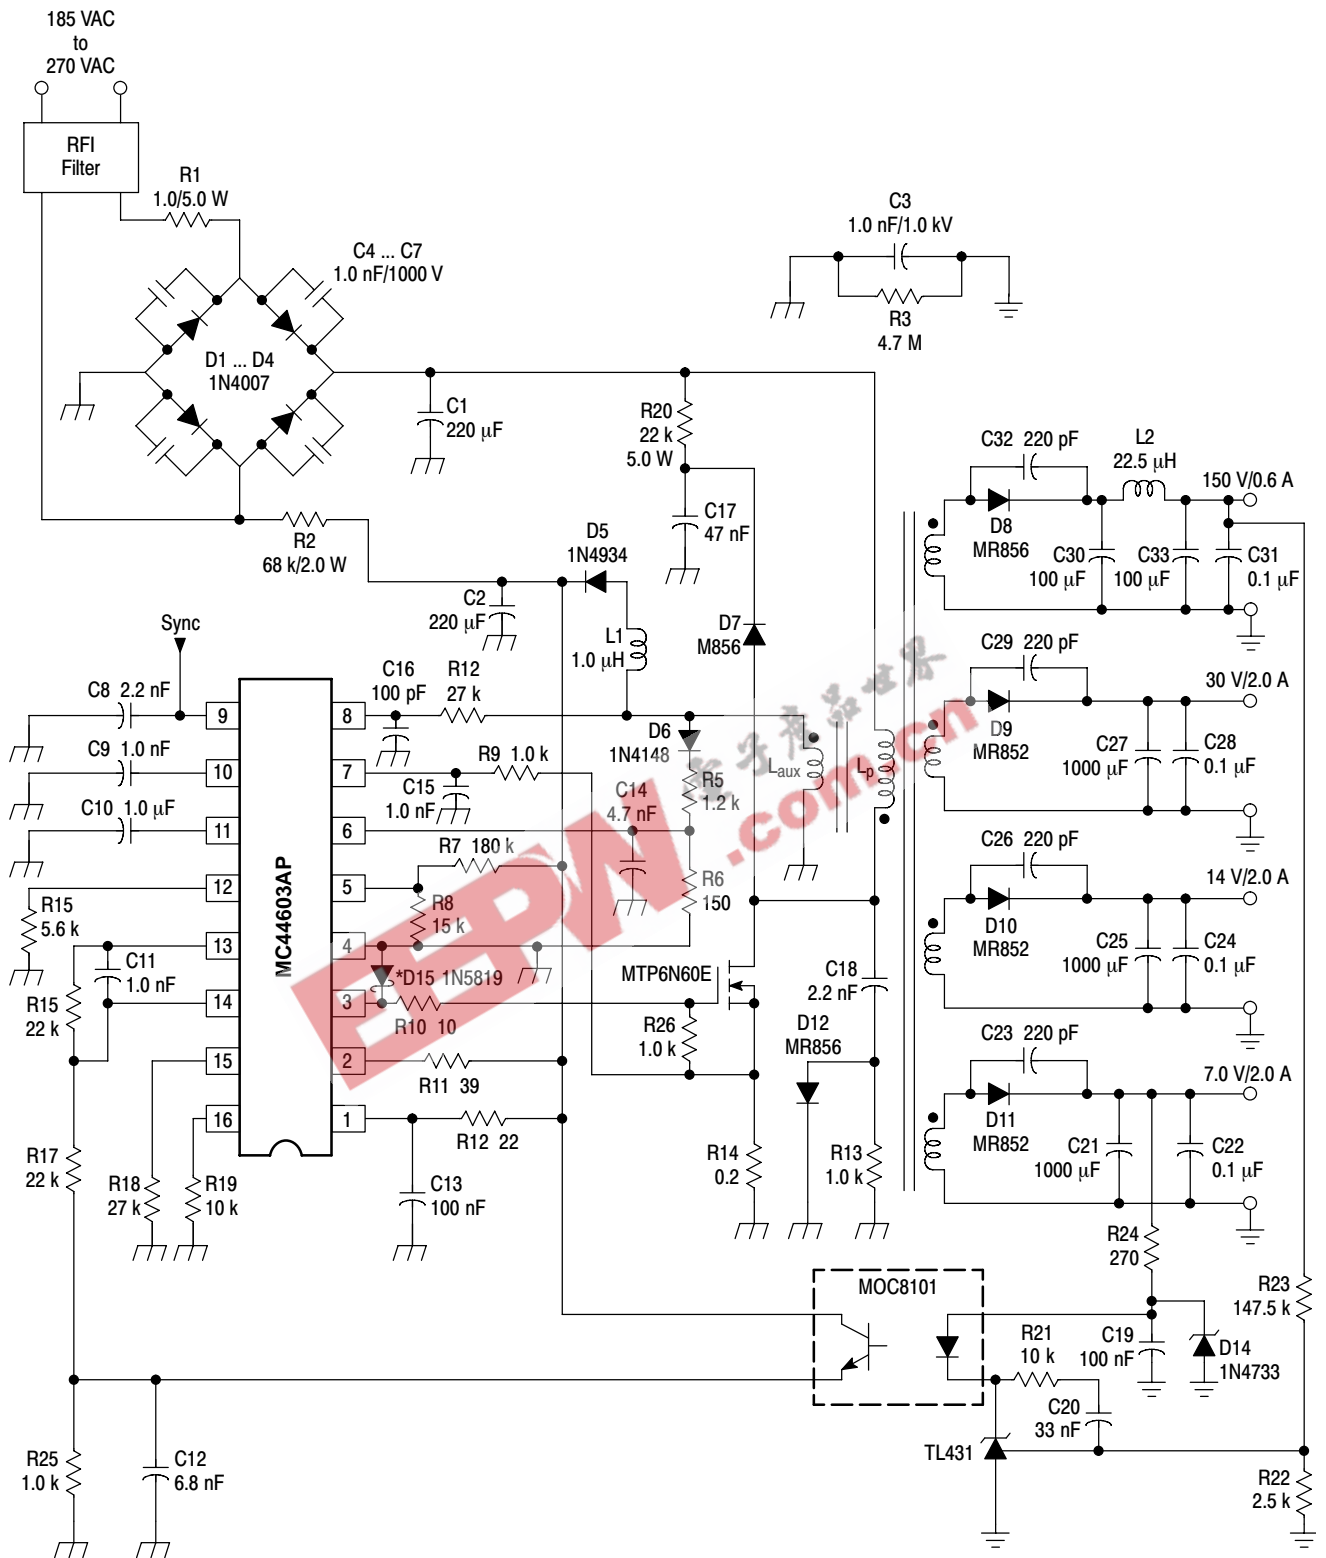 185 VAC
to
270 VAC
RFI
Filter
R1
1.0/5.0 W
C4 ... C7
1.0 nF/1000 V
D1 ... D4
1N4007
C3
1.0 nF/1.0 kV
R3
4.7 M
C1
220 µF
R20
22 k
5.0 W
C17
47 nF
R2
68 k/2.0 W
D5
1N4934
C2
220 µF
L1
1.0 µH
D7
M856
C32 220 pF
L2
22.5 µH
150 V/0.6 A
D8
MR856
C30
100 µF
C33
100 µF
C31
0.1 µF
Sync
C8 2.2 nF
C9 1.0 nF
C10 1.0 µF
C16
100 pF
R12
27 k
D6
1N4148
R9 1.0 k
C15
1.0 nF
C14
4.7 nF
R5
1.2 k
Laux
Lp
C29 220 pF
30 V/2.0 A
D9
MR852
C27
1000 µF
C28
0.1 µF
9
10
11
12
13
14
15
16
8
7
6
5
4
3
2
1
MC44603AP
R7 180 k
R8
15 k
R6
150
R15
5.6 k
C11
1.0 nF
R15
22 k
*D15 1N5819
R10 10
MTP6N60E
R26
1.0 k
C18
2.2 nF
D12
MR856
C26 220 pF
14 V/2.0 A
D10
MR852
C25
1000 µF
C24
0.1 µF
R11 39
R12 22
C13
100 nF
R17
22 k
R18
27 k
R19
10 k
R14
0.2
R13
1.0 k
C23 220 pF
7.0 V/2.0 A
D11
MR852
C21
1000 µF
C22
0.1 µF
R24
270
MOC8101
R21
10 k
C19
100 nF
D14
1N4733
R23
147.5 k
C20
33 nF
TL431
R22
2.5 k
R25
1.0 k
C12
6.8 nF
EEPW.com.cn
电子产品世界